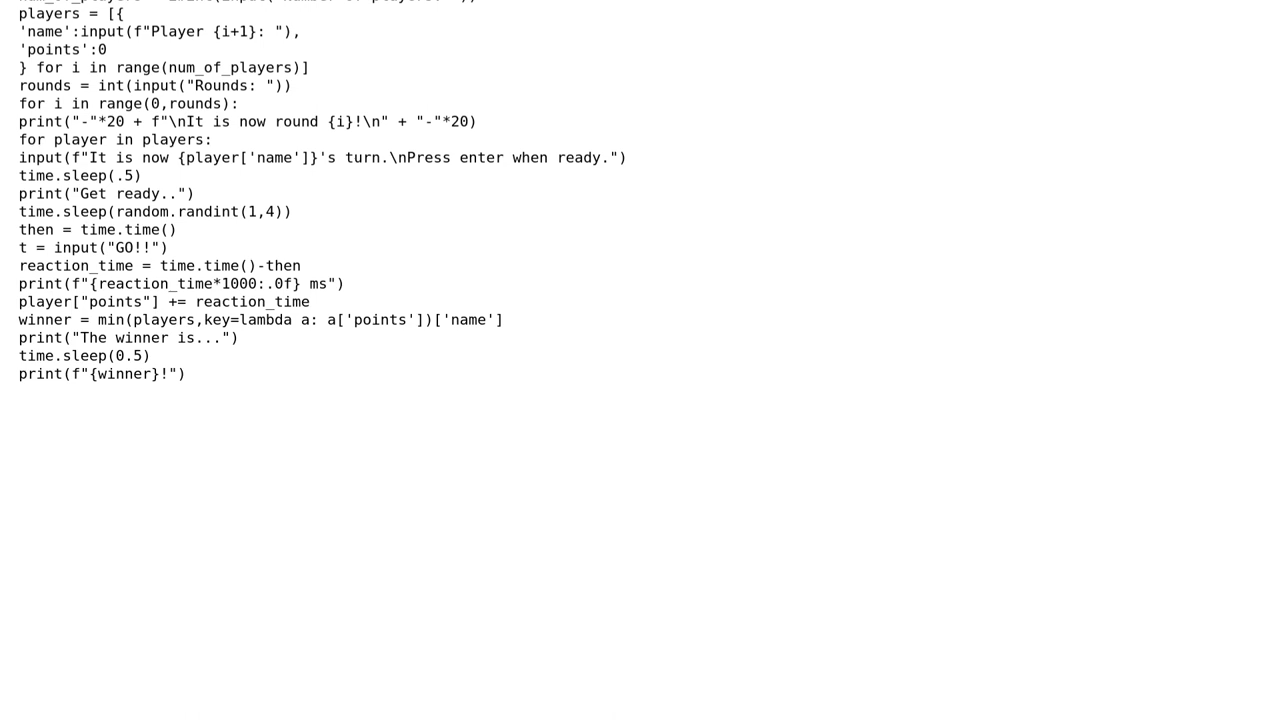 players = [{
'name':input(f"Player {i+1}: "),
'points':0
} for i in range(num_of_players)]
rounds = int(input("Rounds: "))
for i in range(0,rounds):
print("-"*20 + f"\nIt is now round {i}!\n" + "-"*20)
for player in players:
input(f"It is now {player['name']}'s turn.\nPress enter when ready.")
time.sleep(.5)
print("Get ready..")
time.sleep(random.randint(1,4))
then = time.time()
t = input("GO!!")
reaction_time = time.time()-then
print(f"{reaction_time*1000:.0f} ms")
player["points"] += reaction_time
winner = min(players,key=lambda a: a['points'])['name']
print("The winner is...")
time.sleep(0.5)
print(f"{winner}!")